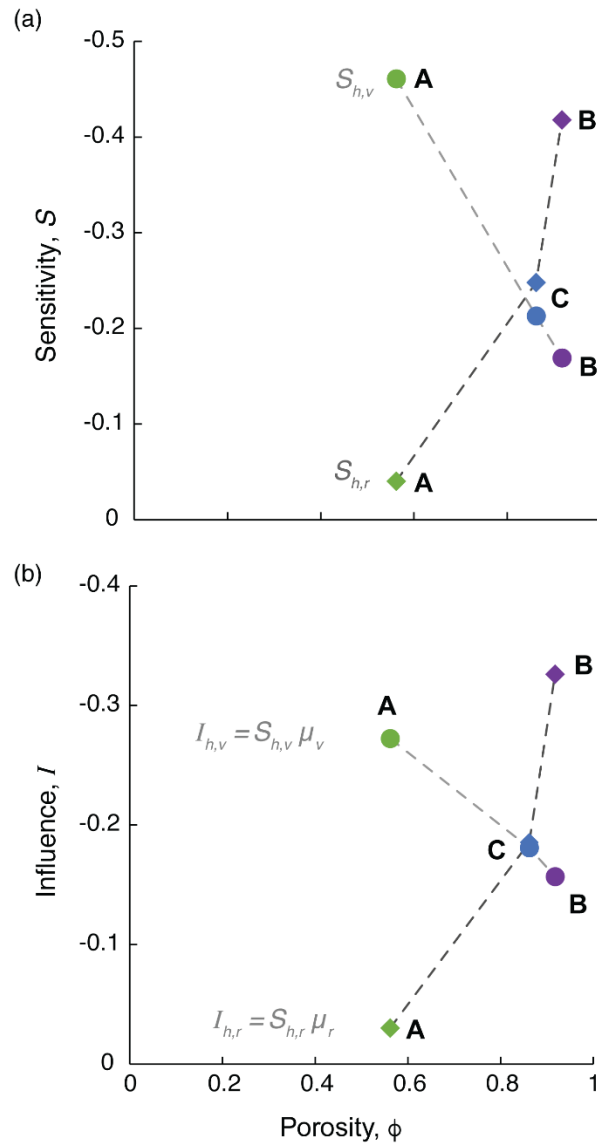 (a)
-0.5
S_{h,v} A
-0.4
B
-0.3
Sensitivity, S
C
-0.2
B
-0.1
S_{h,r} A
0
(b)
-0.4
B
-0.3
A
I_{h,v} = S_{h,v} μ_v
Influence, I
-0.2
C
B
-0.1
I_{h,r} = S_{h,r} μ_r A
0
0 0.2 0.4 0.6 0.8 1
Porosity, ϕ